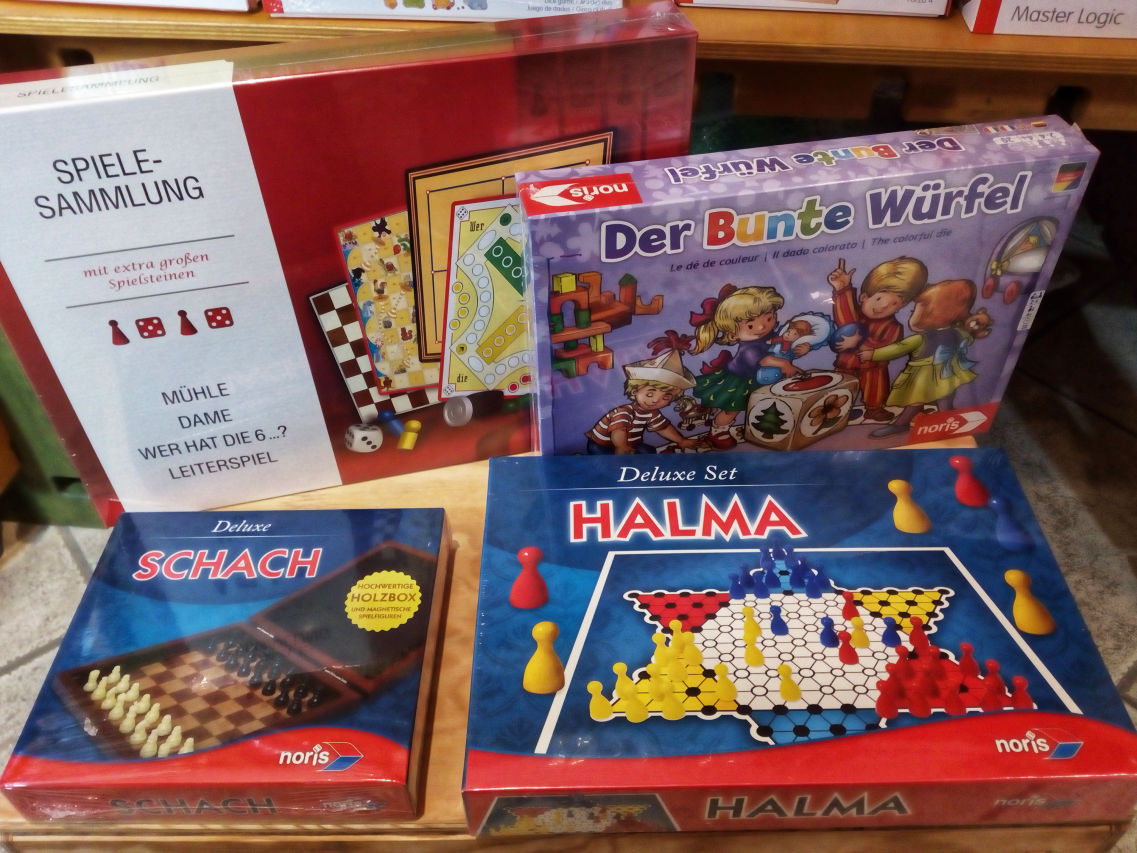 Master Logic
SPIELESAMMLUNG
SPIELE-
SAMMLUNG
mit extra großen
Spielsteinen
MÜHLE
DAME
WER HAT DIE 6 ...?
LEITERSPIEL
Wer
die
Der Bunte Würfel
noris
Der Bunte Würfel
Le dé de couleur | Il dado colorato | The colorful die
noris
Deluxe
SCHACH
HOCHWERTIGE
HOLZBOX
UND MAGNETISCHE
SPIELFIGUREN
noris
SCHACH
noris
Deluxe Set
HALMA
noris
HALMA
noris